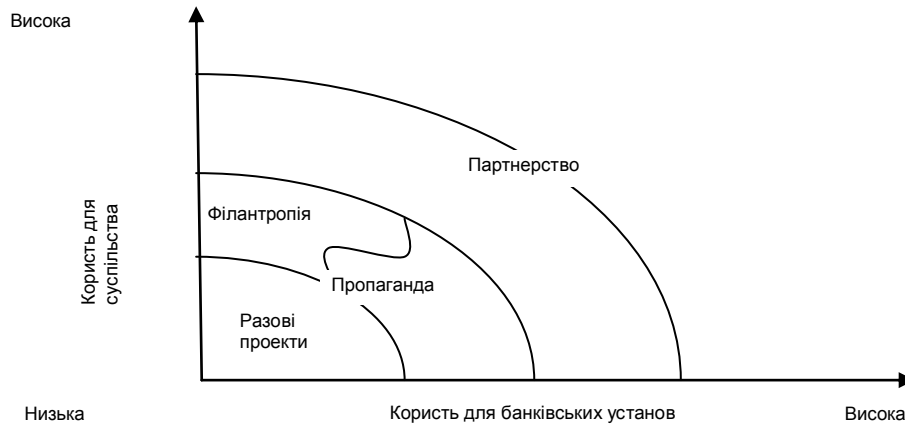 Висока
Партнерство
Філантропія
Користь для
суспільства
Пропаганда
Разові
проекти
Низька
Користь для банківських установ
Висока